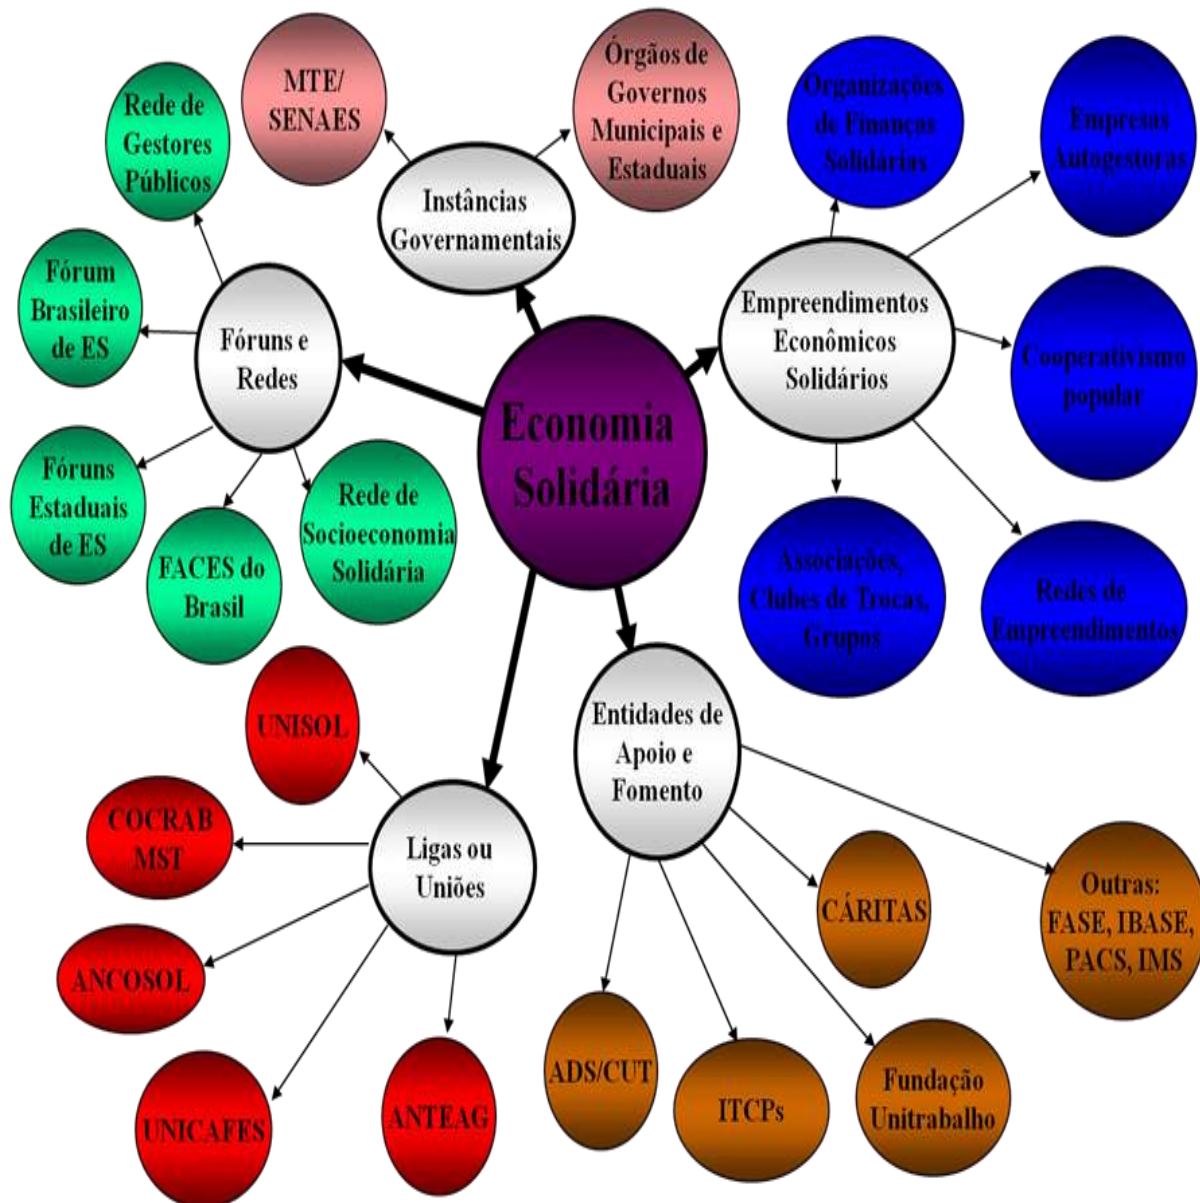 MTE/
SENAES
Órgãos de
Governos
Municipais e
Estaduais
Organizações
de Finanças
Solidárias
Empresas
Autogestoras
Rede de
Gestores
Públicos
Instâncias
Governamentais
Fórum
Brasileiro
de ES
Fóruns e
Redes
Empreendimentos
Econômicos
Solidários
Cooperativismo
popular
Economia
Solidária
Fóruns
Estaduais
de ES
FACES do
Brasil
Rede de
Socioeconomia
Solidária
Associações,
Clubes de Trocas,
Grupos
Redes de
Empreendimentos
UNISOL
Entidades de
Apoio e
Fomento
COCRAB
MST
Ligas ou
Uniões
CÁRITAS
Outras:
FASE, IBASE,
PACS, IMS
ANCOSOL
UNICAFES
ANTEAG
ADS/CUT
ITCPs
Fundação
Unitrabalho